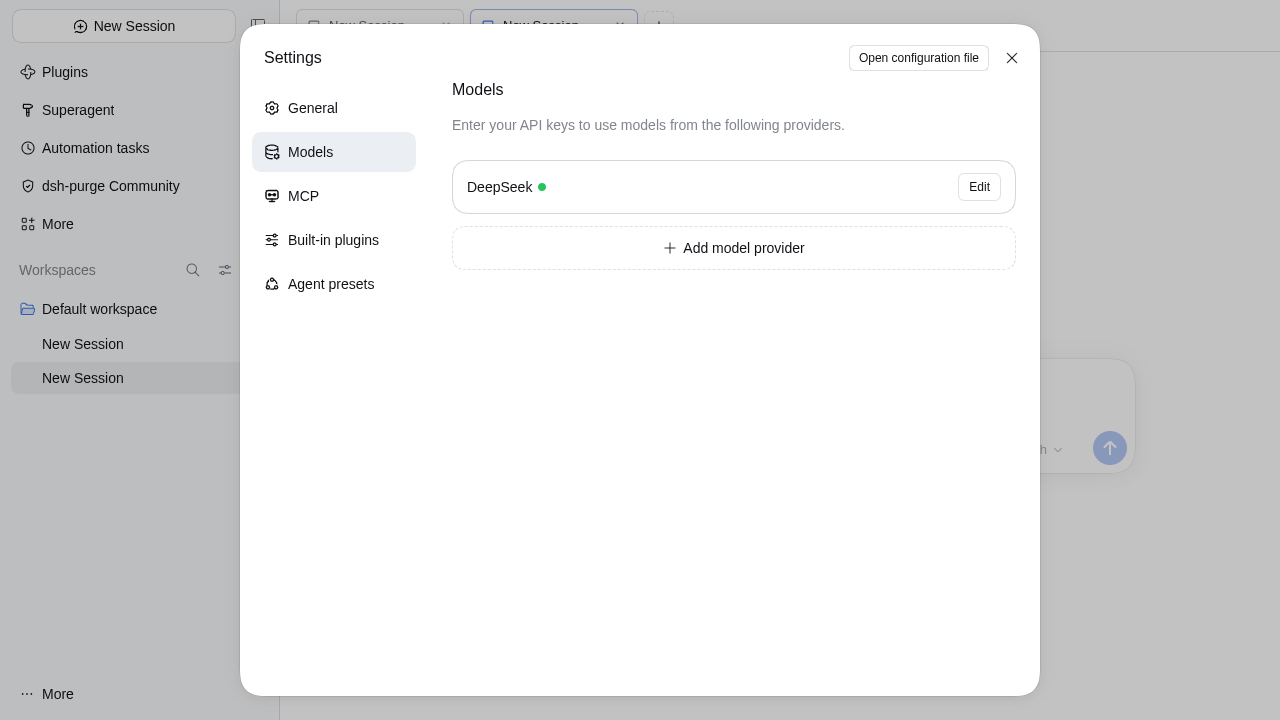 New Session
Plugins
Superagent
Automation tasks
dsh-purge Community
More
Workspaces
Default workspace
New Session
New Session
More
Settings
Open configuration file
General
Models
MCP
Built-in plugins
Agent presets
Models
Enter your API keys to use models from the following providers.
DeepSeek
Edit
Add model provider